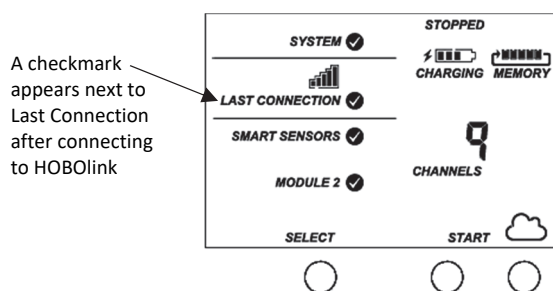 A checkmark
appears next to
Last Connection
after connecting
to HOBOlink
STOPPED
SYSTEM
CHARGING MEMORY
LAST CONNECTION
SMART SENSORS
9
MODULE 2
CHANNELS
SELECT START